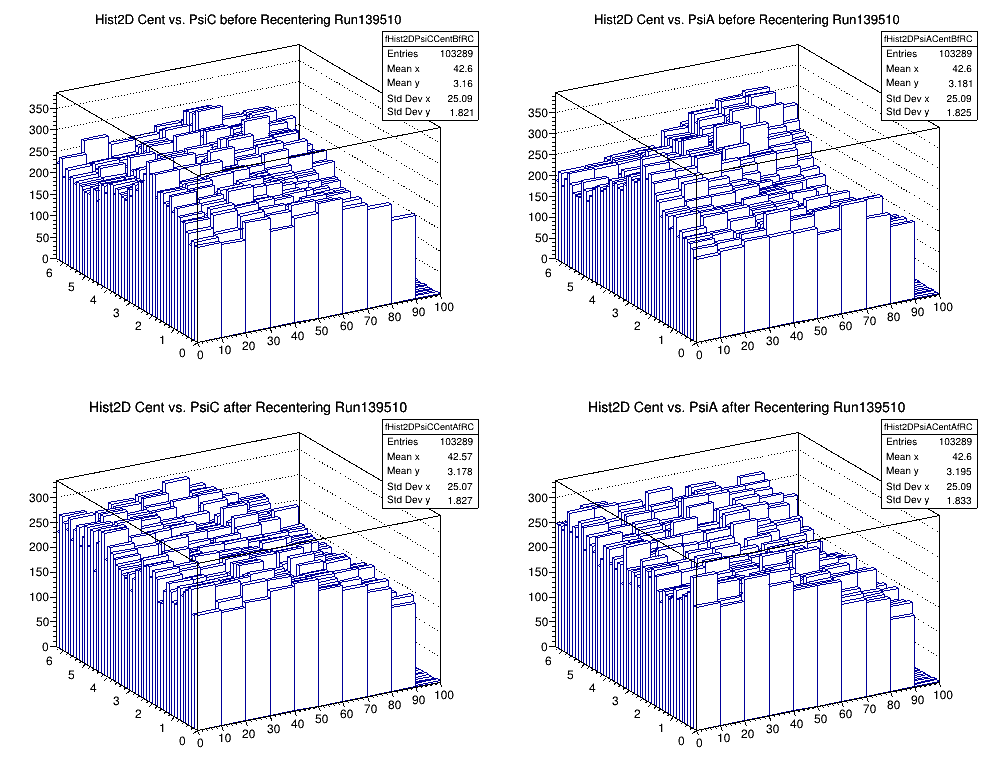 Hist2D Cent vs. PsiC before Recentering Run139510
fHist2DPsiCCentBfRC
Entries 103289
Mean x 42.6
Mean y 3.16
Std Dev x 25.09
Std Dev y 1.821
350
300
250
200
150
100
50
0
6
5
4
3
2
1
0
0 10 20 30 40 50 60 70 80 90 100
Hist2D Cent vs. PsiA before Recentering Run139510
fHist2DPsiACentBfRC
Entries 103289
Mean x 42.6
Mean y 3.181
Std Dev x 25.09
Std Dev y 1.825
350
300
250
200
150
100
50
0
6
5
4
3
2
1
0
0 10 20 30 40 50 60 70 80 90 100
Hist2D Cent vs. PsiC after Recentering Run139510
fHist2DPsiCCentAfRC
Entries 103289
Mean x 42.57
Mean y 3.178
Std Dev x 25.07
Std Dev y 1.827
300
250
200
150
100
50
0
6
5
4
3
2
1
0
0 10 20 30 40 50 60 70 80 90 100
Hist2D Cent vs. PsiA after Recentering Run139510
fHist2DPsiACentAfRC
Entries 103289
Mean x 42.6
Mean y 3.195
Std Dev x 25.09
Std Dev y 1.833
300
250
200
150
100
50
0
6
5
4
3
2
1
0
0 10 20 30 40 50 60 70 80 90 100